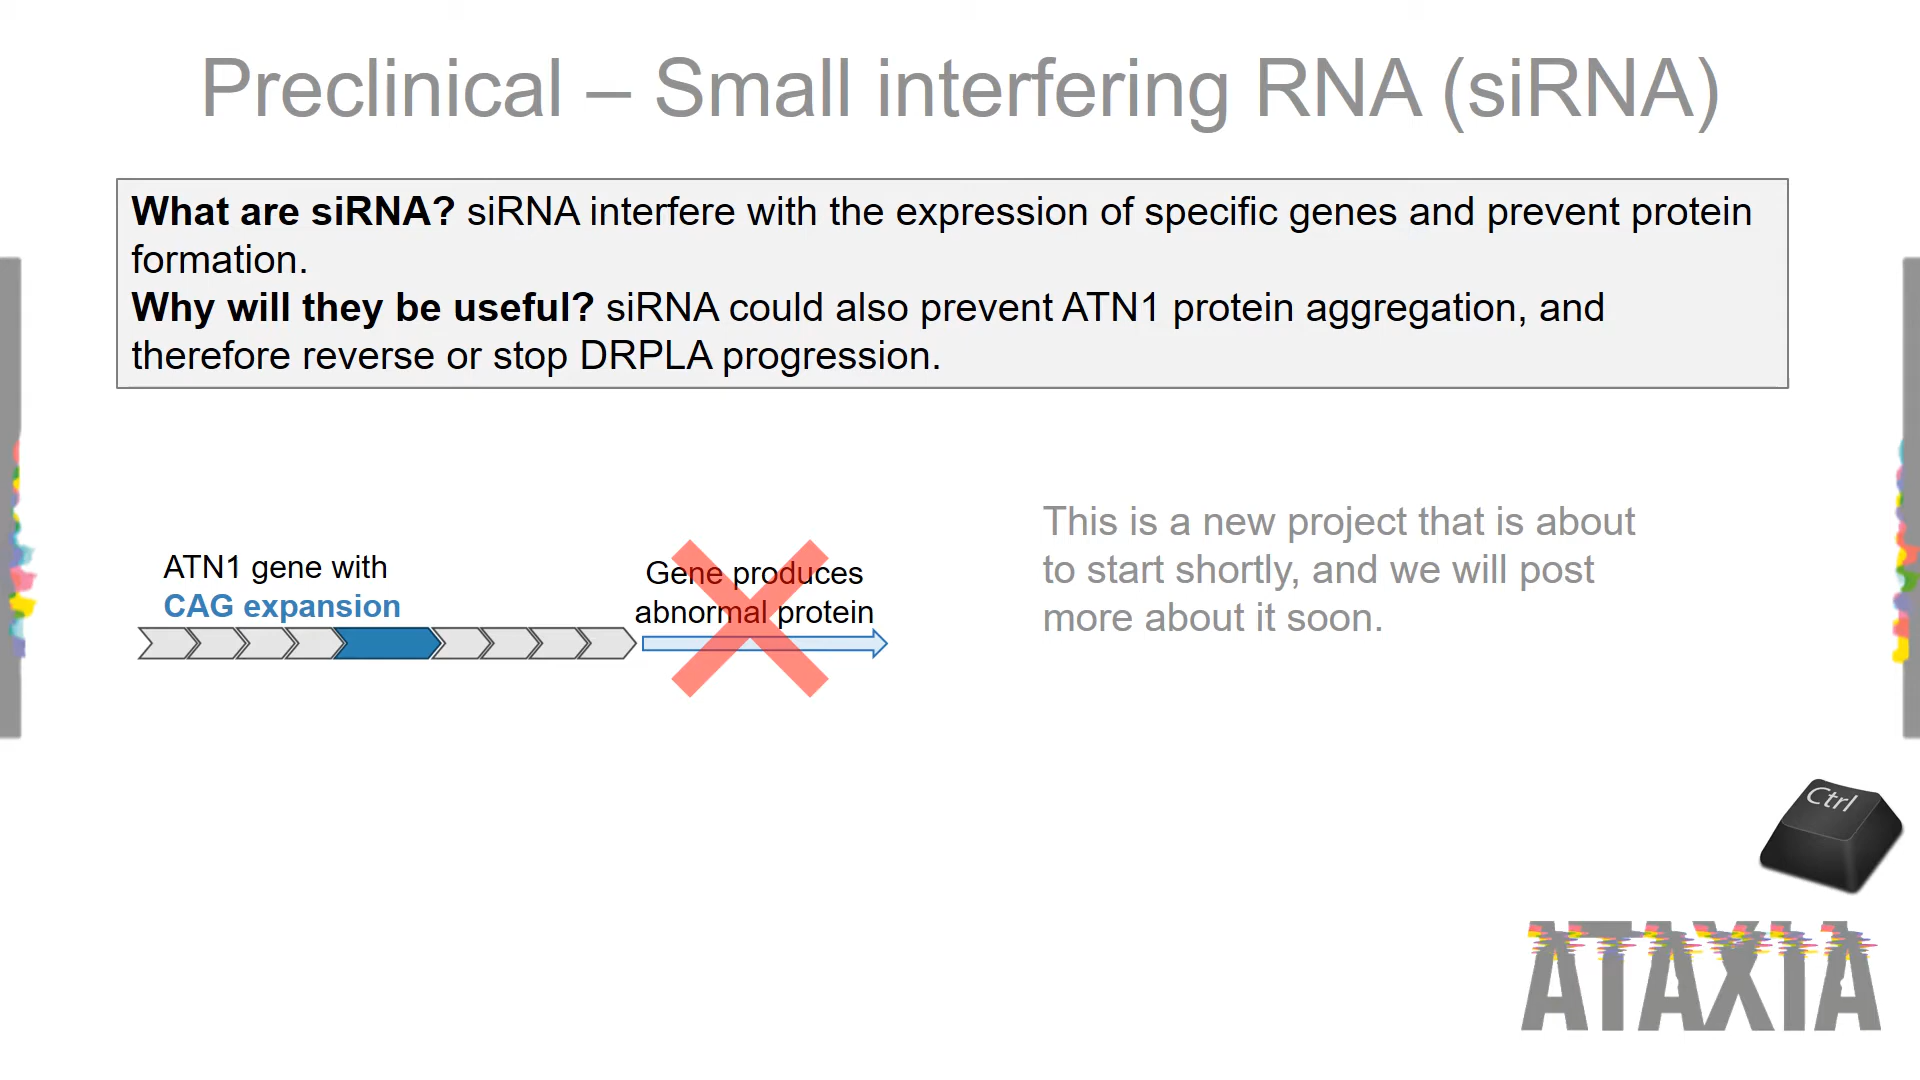 Preclinical – Small interfering RNA (siRNA)
What are siRNA? siRNA interfere with the expression of specific genes and prevent protein
formation.
Why will they be useful? siRNA could also prevent ATN1 protein aggregation, and
therefore reverse or stop DRPLA progression.
ATN1 gene with
CAG expansion
Gene produces
abnormal protein
This is a new project that is about
to start shortly, and we will post
more about it soon.
Ctrl
ATAXIA